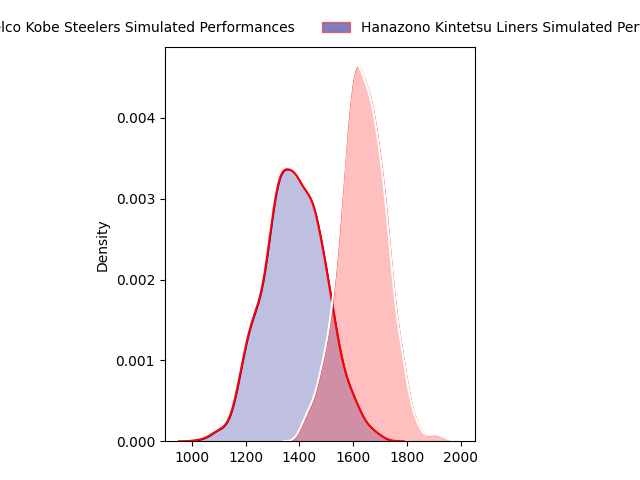 lco Kobe Steelers Simulated Performances Hanazono Kintetsu Liners Simulated Per
0.004
0.003
0.002
0.001
0.000
Density
1000 1200 1400 1600 1800 2000